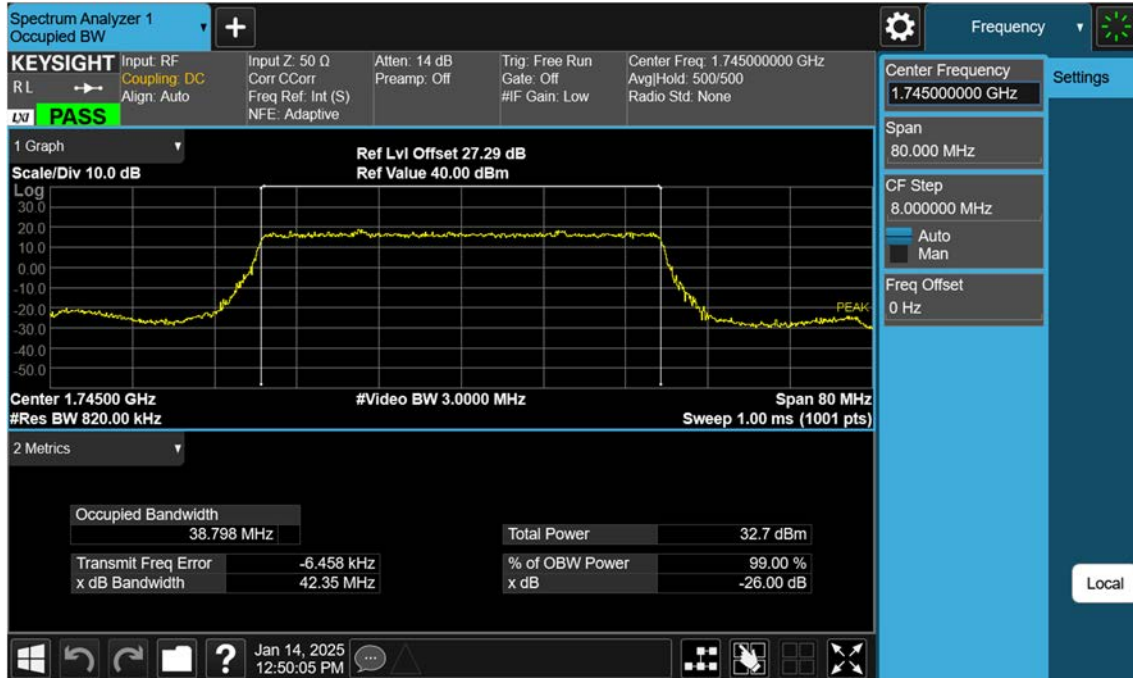 Spectrum Analyzer 1
Occupied BW
Frequency
KEYSIGHT
R L
LXI
PASS
Input: RF
Coupling: DC
Align: Auto
Input Z: 50 Ω
Corr CCorr
Freq Ref: Int (S)
NFE: Adaptive
Atten: 14 dB
Preamp: Off
Trig: Free Run
Gate: Off
#IF Gain: Low
Center Freq: 1.745000000 GHz
Avg|Hold: 500/500
Radio Std: None
Center Frequency
1.745000000 GHz
Settings
Span
80.000 MHz
CF Step
8.000000 MHz
Auto
Man
Freq Offset
0 Hz
Local
1 Graph
Scale/Div 10.0 dB
Ref Lvl Offset 27.29 dB
Ref Value 40.00 dBm
Log
30.0
20.0
10.0
0.00
-10.0
-20.0
-30.0
-40.0
-50.0
PEAK
Center 1.74500 GHz
#Video BW 3.0000 MHz
Span 80 MHz
#Res BW 820.00 kHz
Sweep 1.00 ms (1001 pts)
2 Metrics
Occupied Bandwidth
38.798 MHz
Total Power 32.7 dBm
Transmit Freq Error -6.458 kHz
% of OBW Power 99.00 %
x dB Bandwidth 42.35 MHz
x dB -26.00 dB
Jan 14, 2025
12:50:05 PM